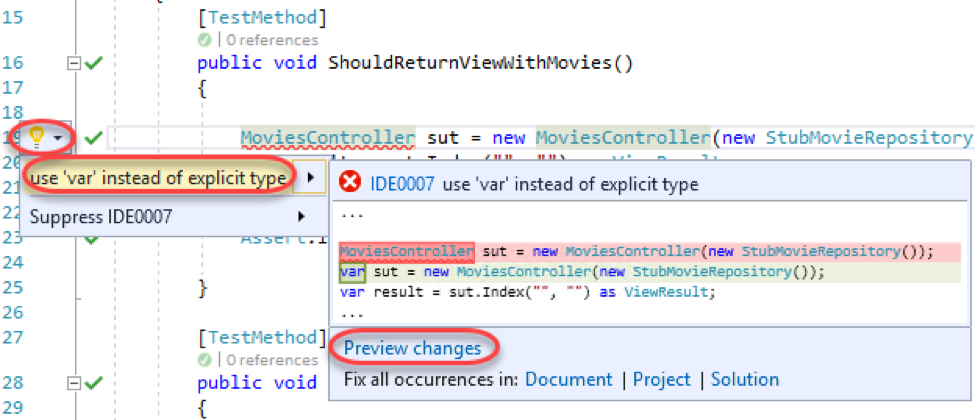 15 [TestMethod]
| 0 references
16 public void ShouldReturnViewWithMovies()
17 {
18
19 MoviesController sut = new MoviesController(new StubMovieRepository
20
use 'var' instead of explicit type
21
IDE0007 use 'var' instead of explicit type
22 Suppress IDE0007
...
23 Assert.I
MoviesController sut = new MoviesController(new StubMovieRepository());
24
var sut = new MoviesController(new StubMovieRepository());
25 }
var result = sut.Index("", "") as ViewResult;
...
26
27 [TestMethod]
Preview changes
| 0 references
28 public void
Fix all occurrences in: Document | Project | Solution
29 {